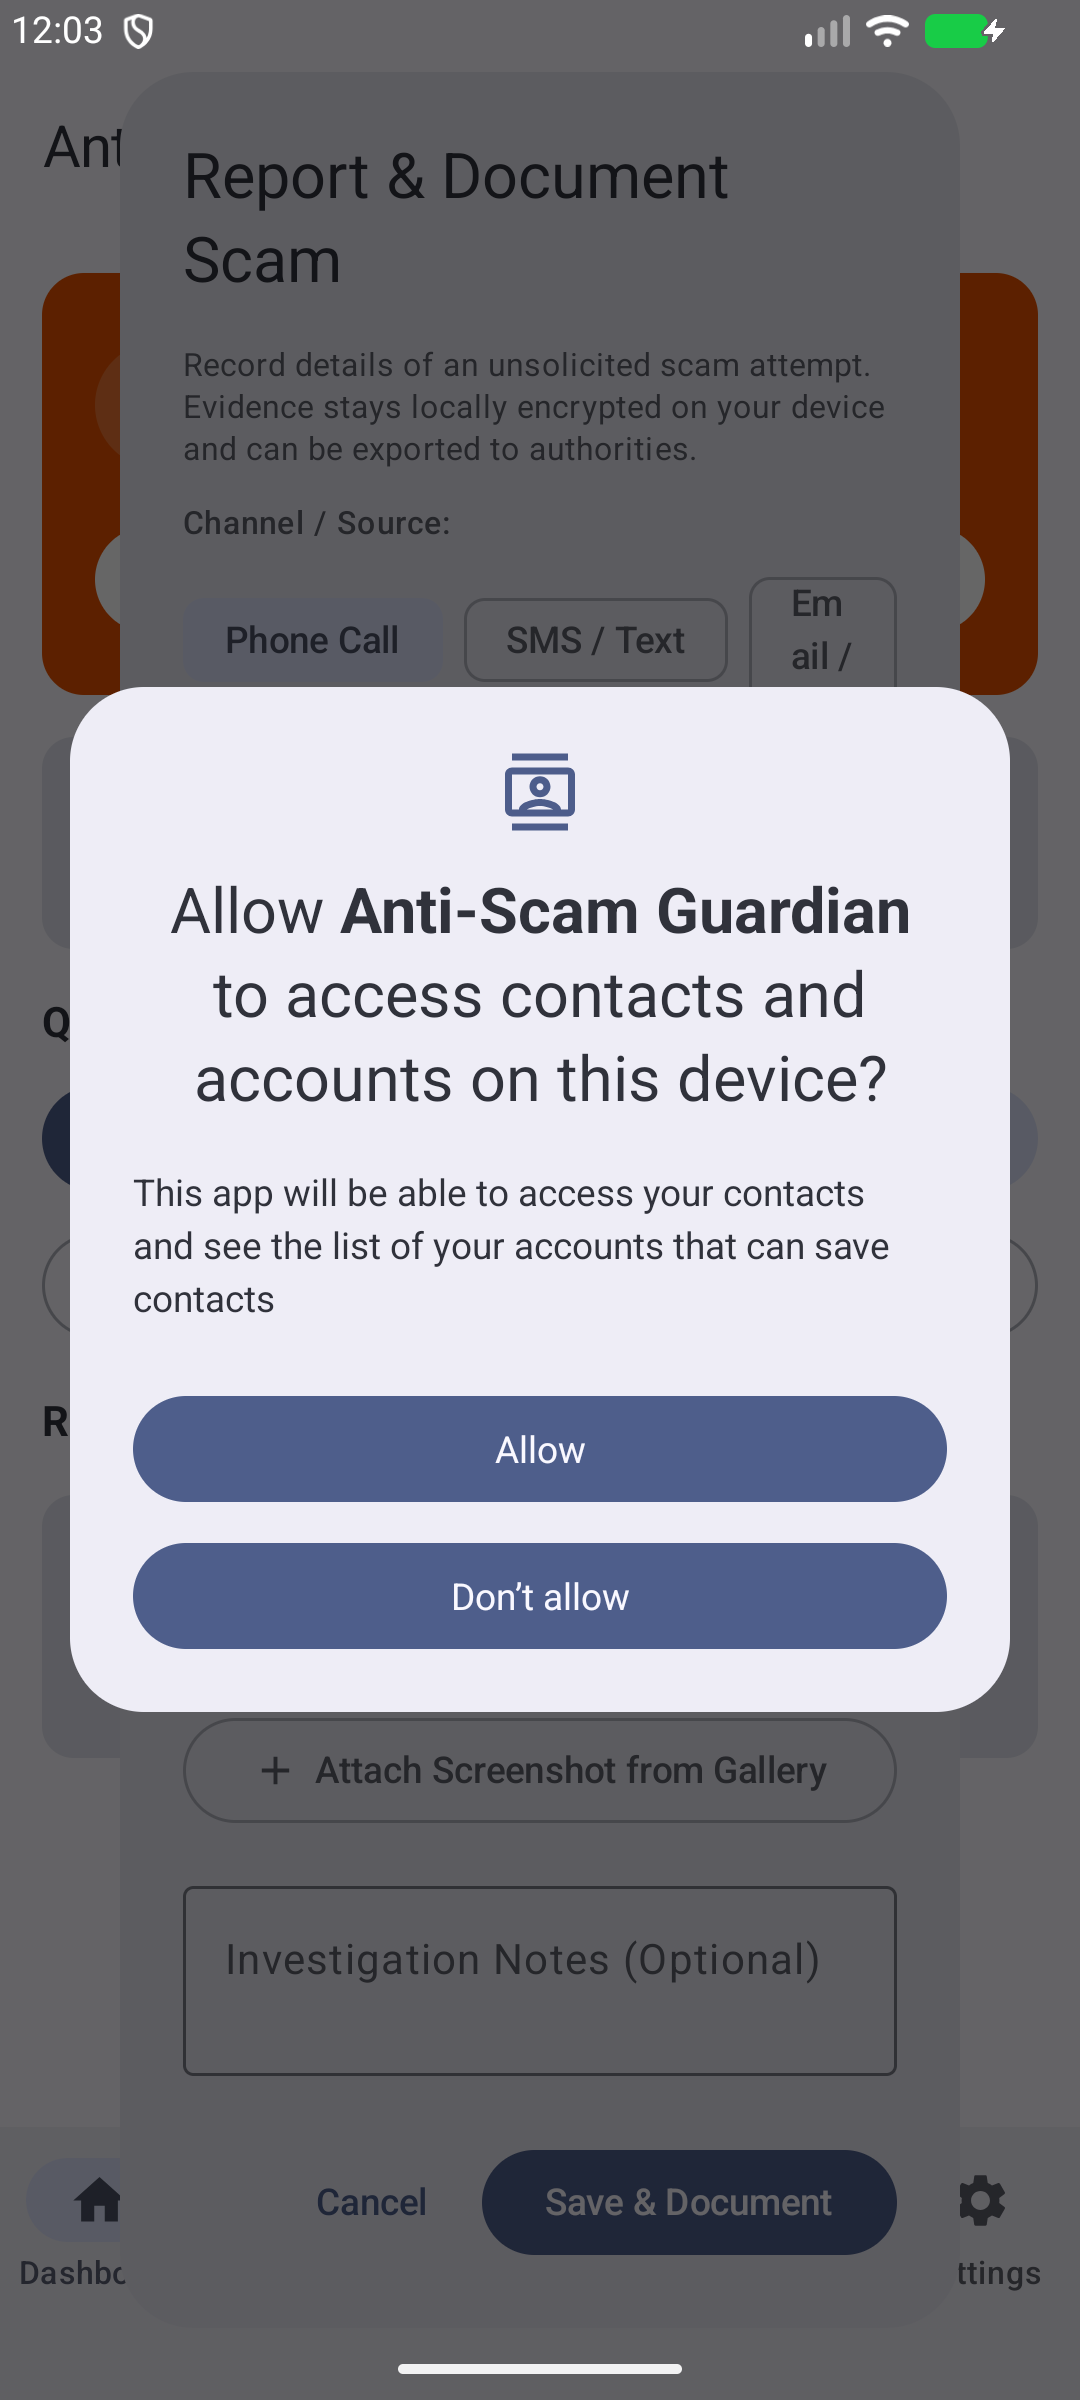 12:03
Ant
Report & Document
Scam
Record details of an unsolicited scam attempt.
Evidence stays locally encrypted on your device
and can be exported to authorities.
Channel / Source:
Phone Call
SMS / Text
Em
ail /
Allow Anti-Scam Guardian
to access contacts and
accounts on this device?
This app will be able to access your contacts
and see the list of your accounts that can save
contacts
Allow
Don’t allow
Q
R
+ Attach Screenshot from Gallery
Investigation Notes (Optional)
Cancel
Save & Document
Dashbo
ttings